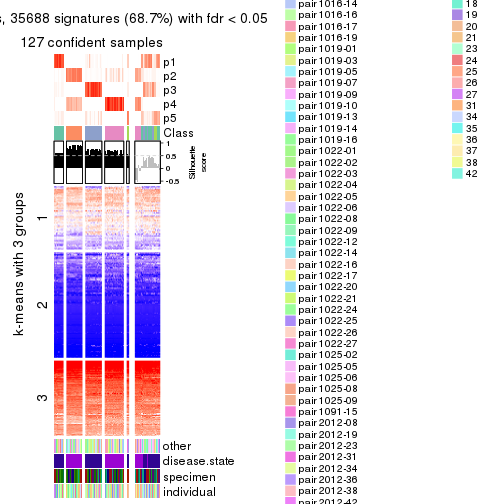 s, 35688 signatures (68.7%) with fdr < 0.05
127 confident samples
p1
p2
p3
p4
p5
Class
1
0.5
0
-0.5
Silhouette
score
k-means with 3 groups
1
2
3
other
disease.state
specimen
individual
pair1016-14
pair1016-16
pair1016-17
pair1016-19
pair1019-01
pair1019-03
pair1019-05
pair1019-07
pair1019-09
pair1019-10
pair1019-13
pair1019-14
pair1019-16
pair1022-01
pair1022-02
pair1022-03
pair1022-04
pair1022-05
pair1022-06
pair1022-08
pair1022-09
pair1022-12
pair1022-14
pair1022-16
pair1022-17
pair1022-20
pair1022-21
pair1022-24
pair1022-25
pair1022-26
pair1022-27
pair1025-02
pair1025-05
pair1025-06
pair1025-08
pair1025-09
pair1091-15
pair2012-08
pair2012-19
pair2012-23
pair2012-31
pair2012-34
pair2012-36
pair2012-38
pair2012-42
18
19
20
21
23
24
25
26
27
31
34
35
36
37
38
42